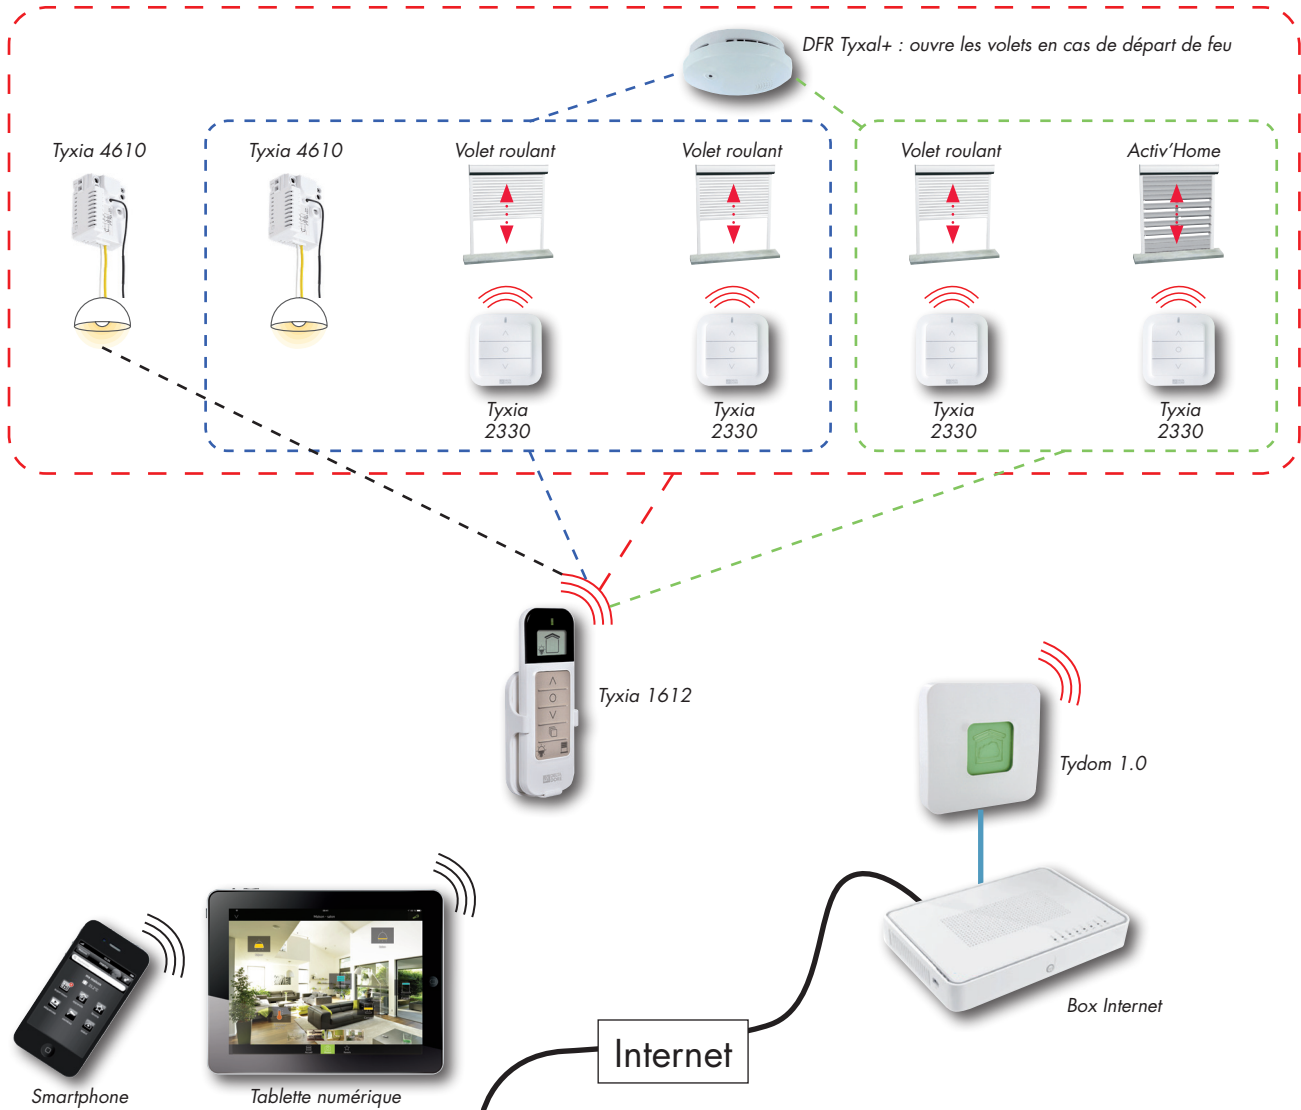 DFR Tyxal+ : ouvre les volets en cas de départ de feu
Tyxia 4610
Tyxia 4610
Volet roulant
Volet roulant
Volet roulant
Activ'Home
Tyxia
2330
Tyxia
2330
Tyxia
2330
Tyxia
2330
Tyxia 1612
Tydom 1.0
Box Internet
Internet
Smartphone
Tablette numérique